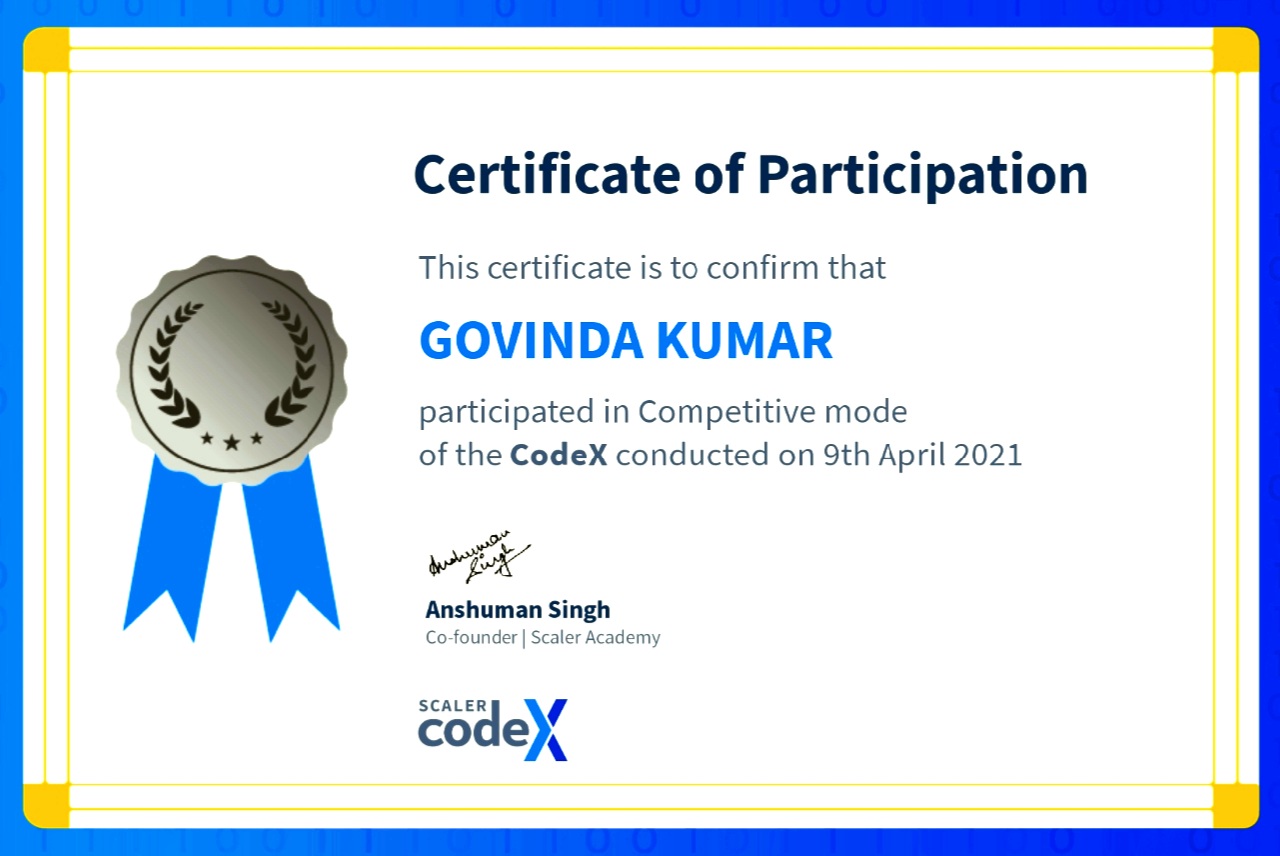 Certificate of Participation
This certificate is to confirm that
GOVINDA KUMAR
participated in Competitive mode
of the CodeX conducted on 9th April 2021
Anshuman
Singh
Anshuman Singh
Co-founder | Scaler Academy
SCALER
codeX